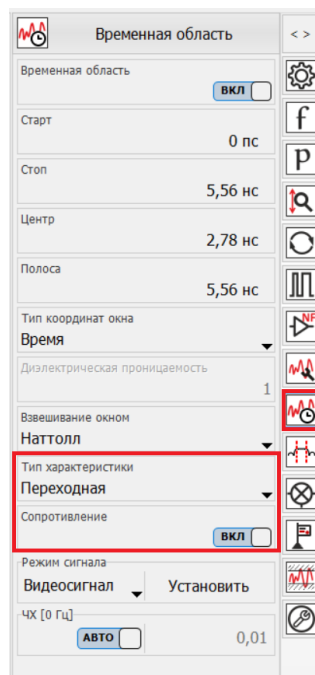 Временная область
< >
Временная область
ВКЛ
Старт
0 пс
Стоп
5,56 нс
Центр
2,78 нс
Полоса
5,56 нс
Тип координат окна
Время
Диэлектрическая проницаемость
1
Взвешивание окном
Наттолл
Тип характеристики
Переходная
Сопротивление
ВКЛ
Режим сигнала
Видеосигнал Установить
ЧХ [0 Гц]
АВТО 0,01
f
p
NF